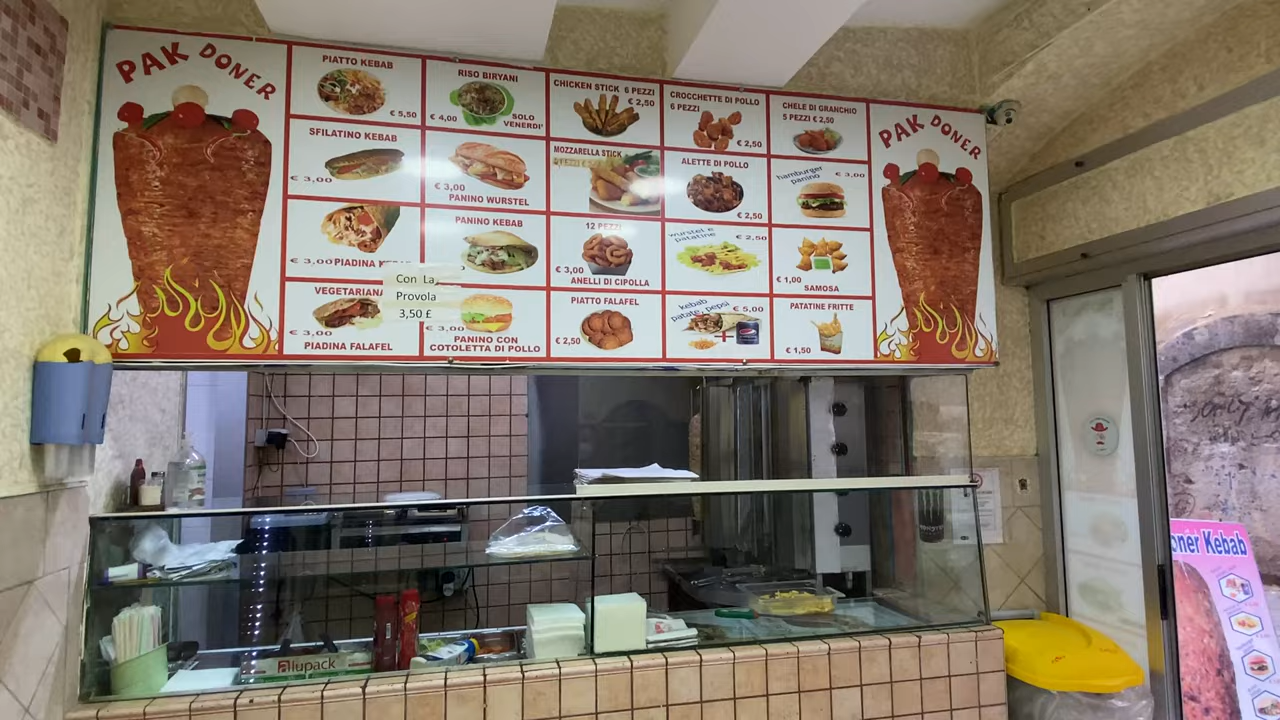 PAK DONER
PIATTO KEBAB
€ 5,50
RISO BIRYANI
€ 4,00
SOLO
VENERDI'
CHICKEN STICK 6 PEZZI
€ 2,50
CROCCHETTE DI POLLO
6 PEZZI
€ 2,50
CHELE DI GRANCHIO
5 PEZZI € 2,50
PAK DONER
SFILATINO KEBAB
€ 3,00
€ 3,00
PANINO WURSTEL
MOZZARELLA STICK
ALETTE DI POLLO
€ 2,50
hamburger
panino
€ 3,00
€ 3,00
PIADINA
PANINO KEBAB
12 PEZZI
€ 3,00
ANELLI DI CIPOLLA
wurstel e
patatine
€ 2,50
€ 1,00
SAMOSA
Con La
Provola
3,50 £
VEGETARIANA
€ 3,00
PIADINA FALAFEL
€ 3,00
PANINO CON
COTOLETTA DI POLLO
PIATTO FALAFEL
€ 2,50
kebab
patate, pepsi
€ 5,00
+
PATATINE FRITTE
€ 1,50
Alupack
oner Kebab